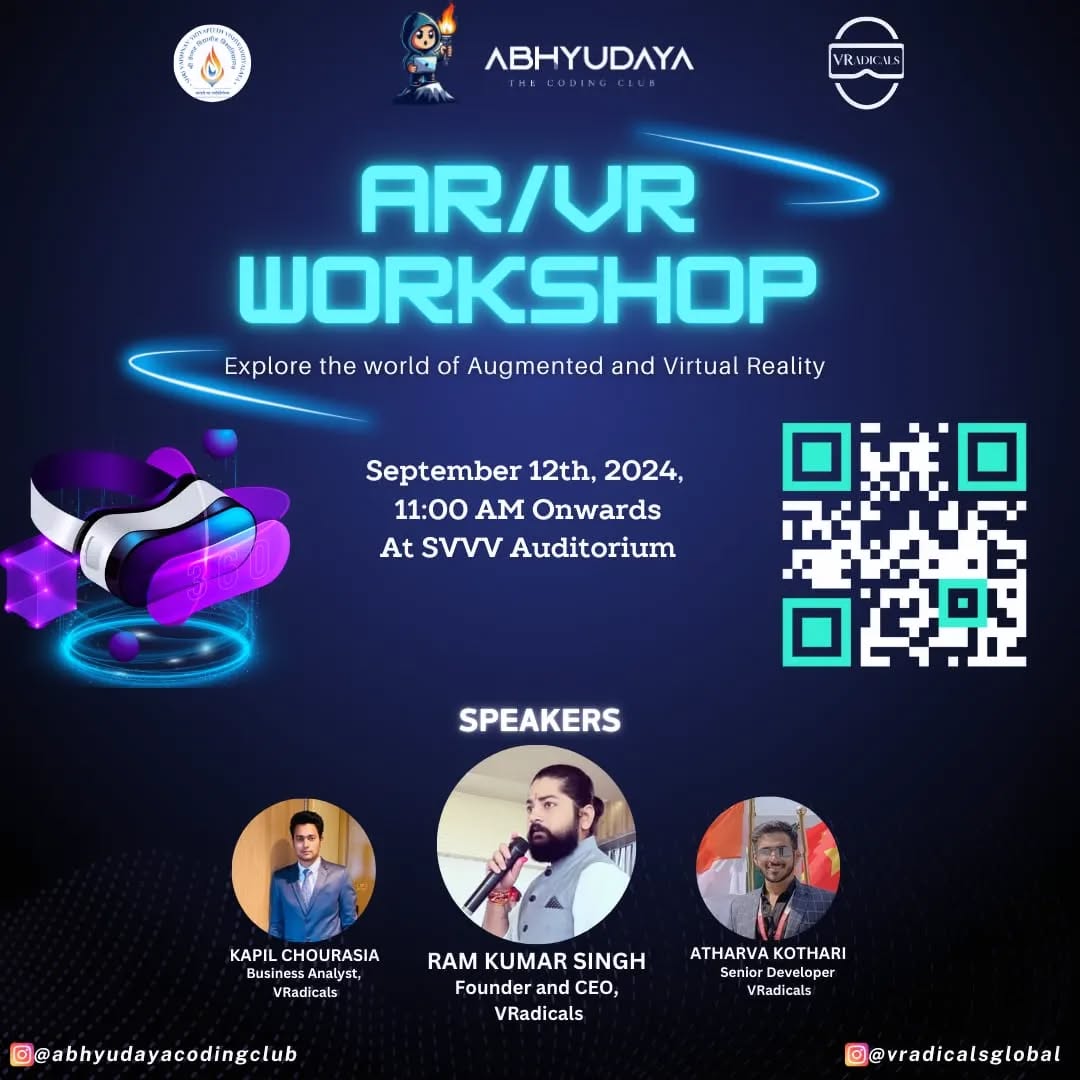 ABHYUDAYA
THE CODING CLUB
VRADICALS
AR/VR
WORKSHOP
Explore the world of Augmented and Virtual Reality
September 12th, 2024,
11:00 AM Onwards
At SVVV Auditorium
360
SPEAKERS
KAPIL CHOURASIA
Business Analyst,
VRadicals
RAM KUMAR SINGH
Founder and CEO,
VRadicals
ATHARVA KOTHARI
Senior Developer
VRadicals
@abhyudayacodingclub
@vradicalsglobal